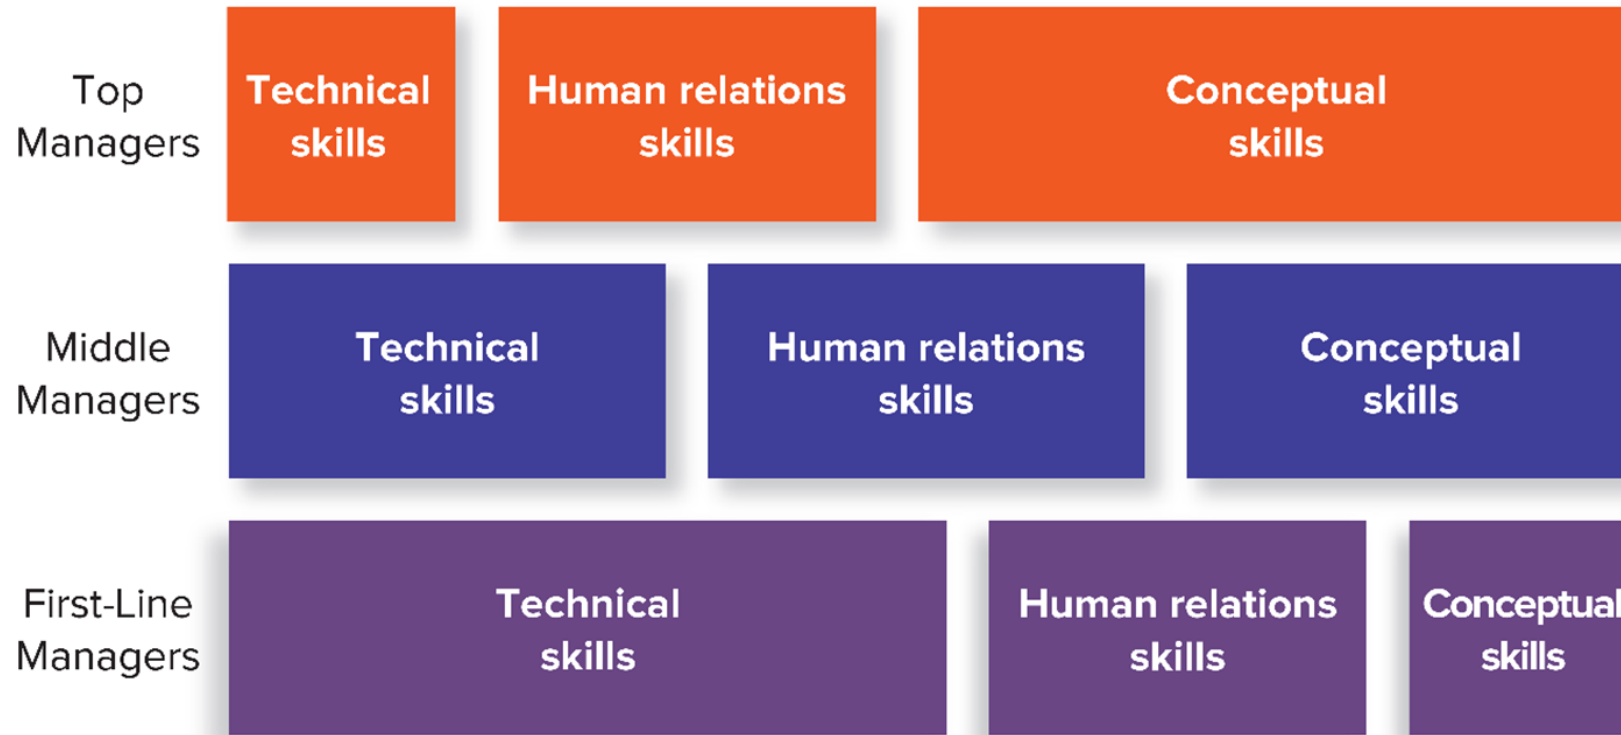 Top
Managers
Technical
skills
Human relations
skills
Conceptual
skills
Middle
Managers
Technical
skills
Human relations
skills
Conceptual
skills
First-Line
Managers
Technical
skills
Human relations
skills
Conceptual
skills